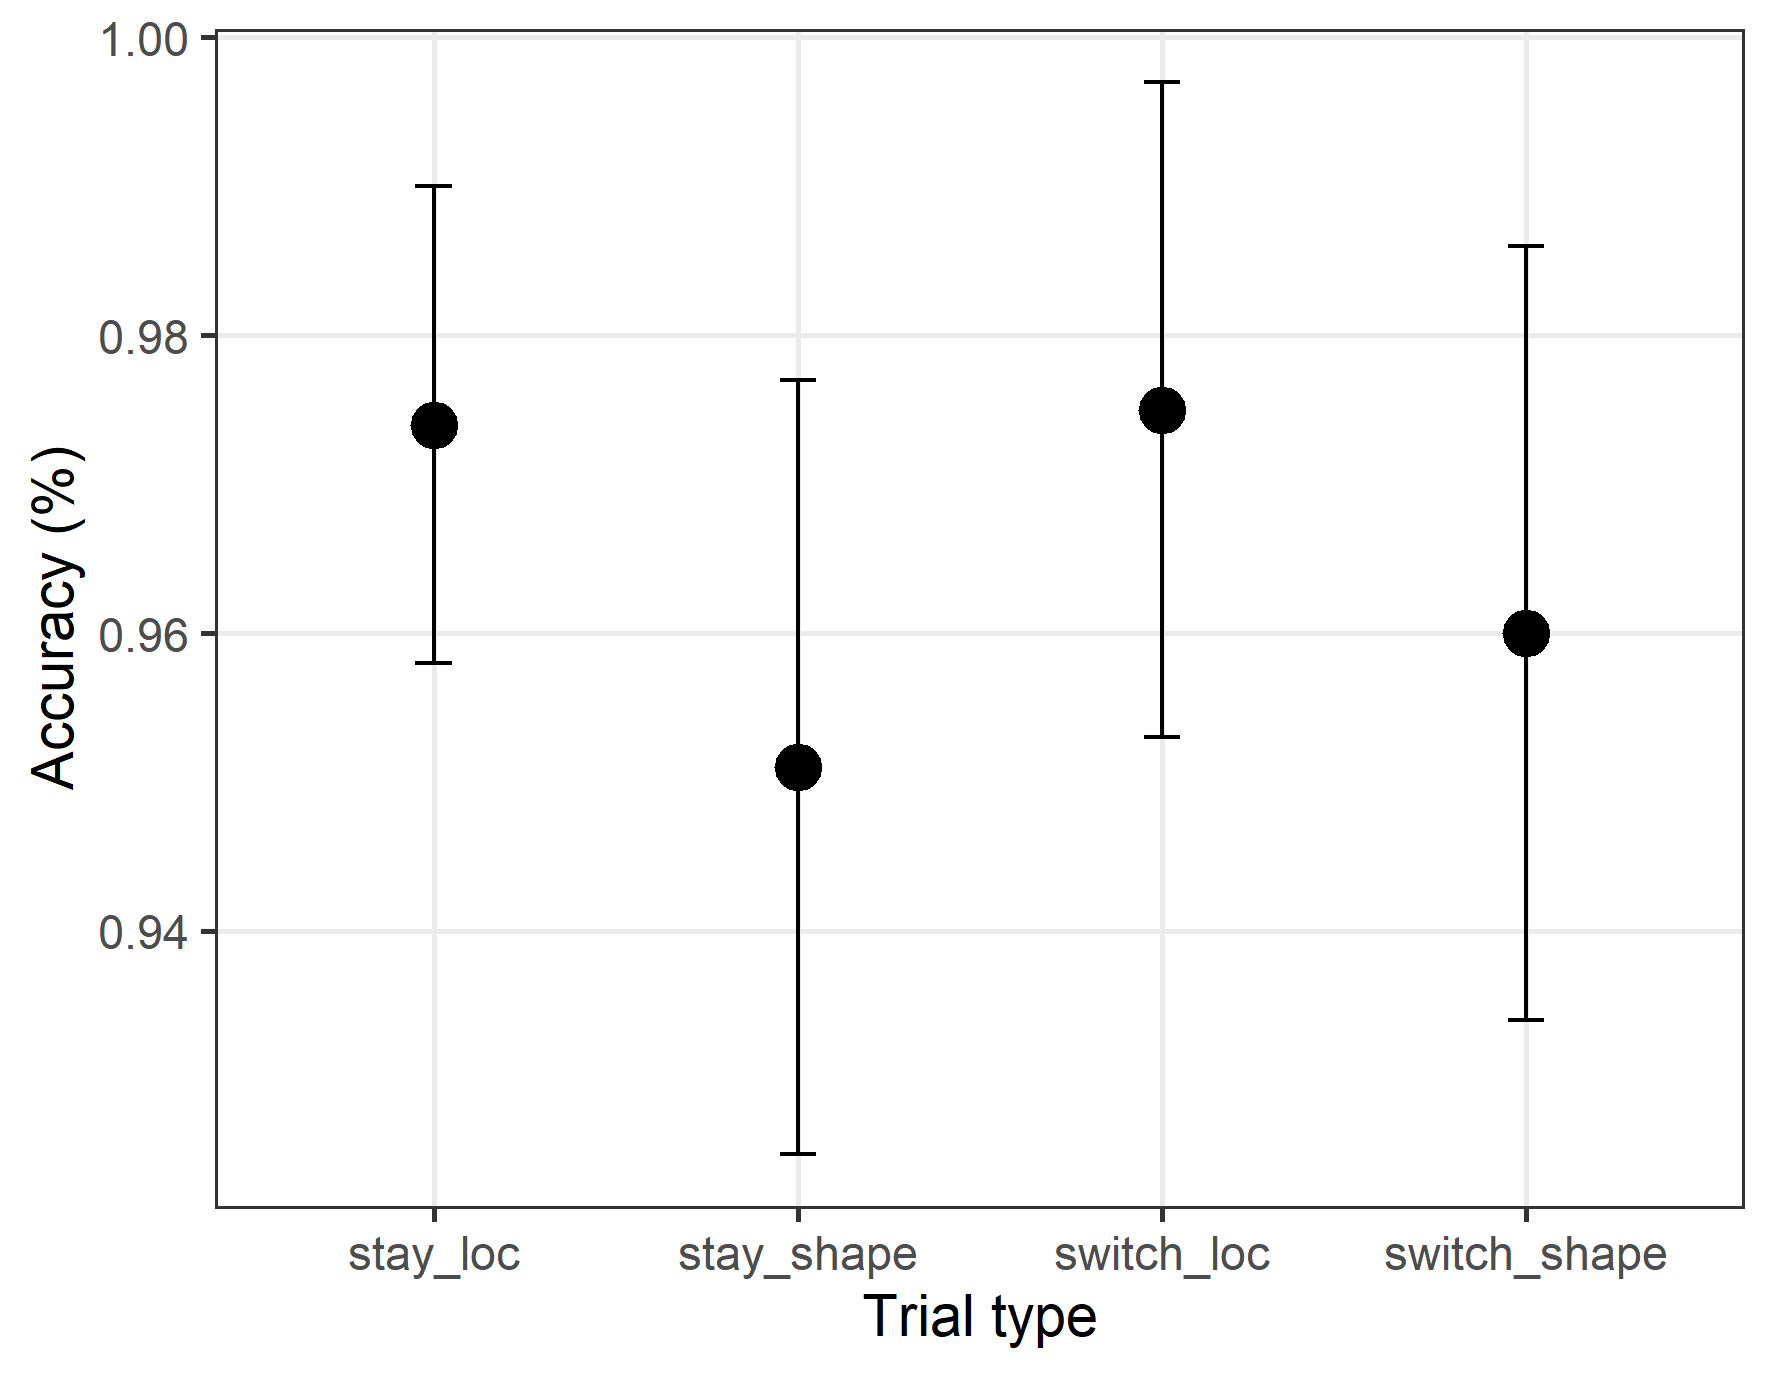 1.00
0.98
0.96
0.94
Accuracy (%)
stay_loc stay_shape switch_loc switch_shape
Trial type